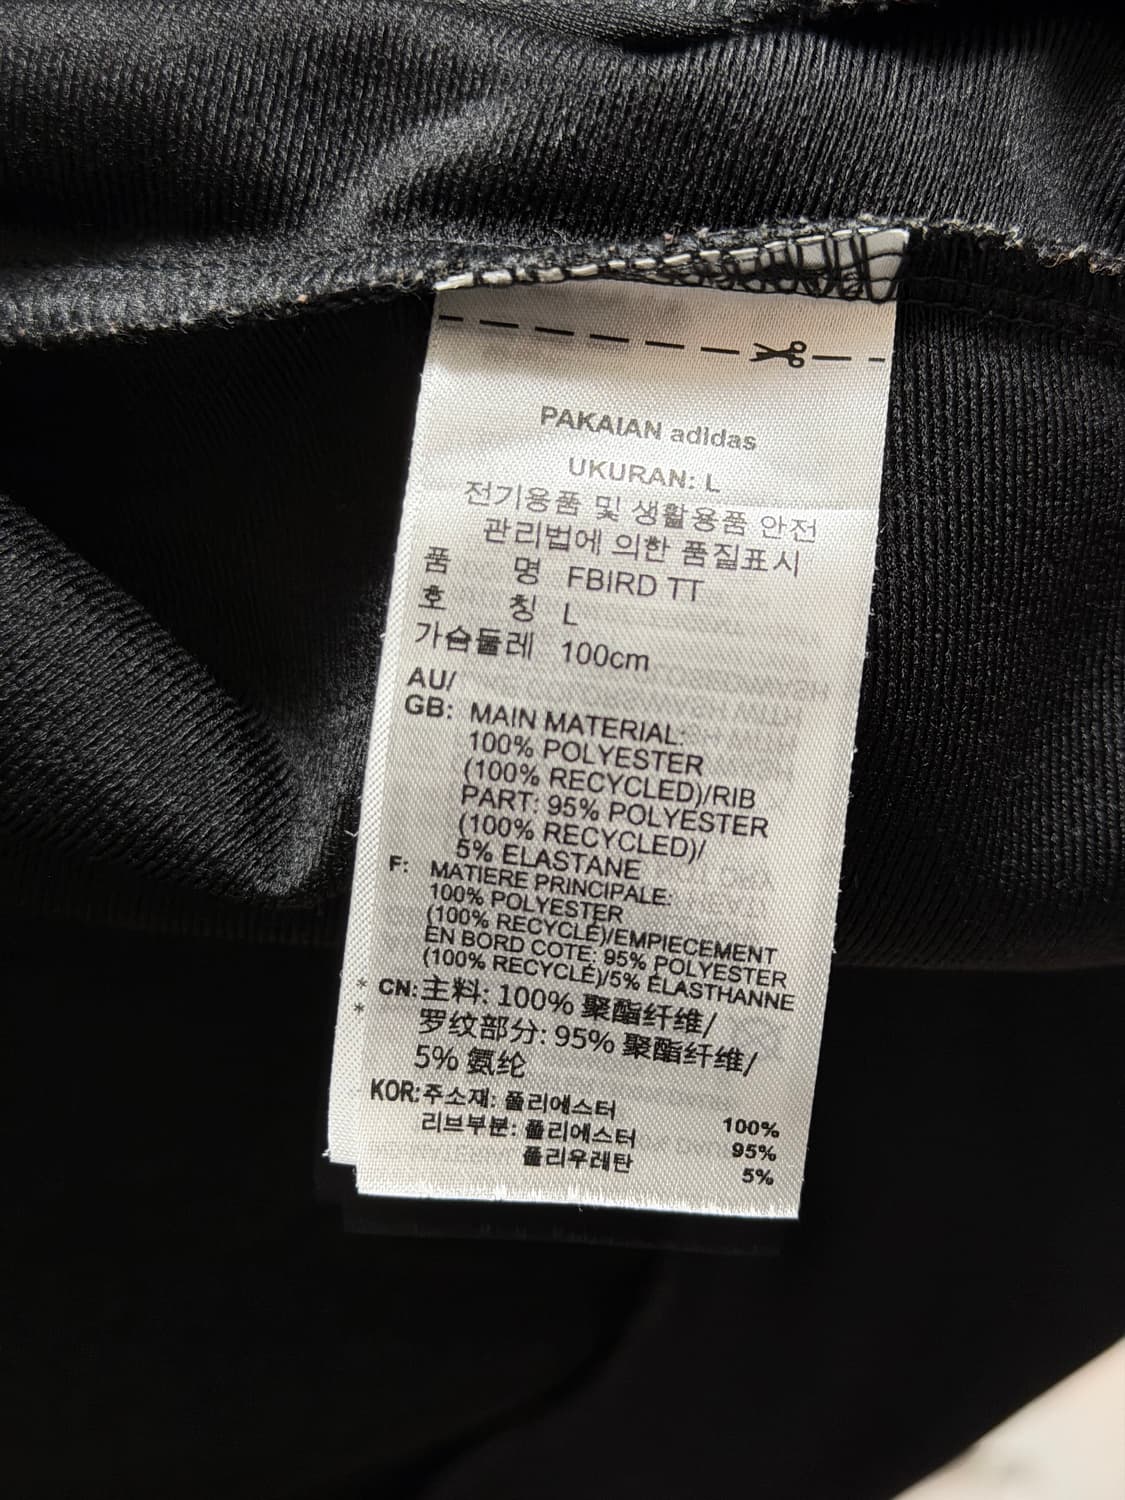 PAKAIAN adidas
UKURAN: L
전기용품 및 생활용품 안전
관리법에 의한 품질표시
품 명 FBIRD TT
호 칭 L
가슴둘레 100cm
AU/
GB: MAIN MATERIAL:
100% POLYESTER
(100% RECYCLED)/RIB
PART: 95% POLYESTER
(100% RECYCLED)/
5% ELASTANE
F: MATIERE PRINCIPALE:
100% POLYESTER
(100% RECYCLÉ)/EMPIECEMENT
EN BORD COTE: 95% POLYESTER
(100% RECYCLÉ)/5% ÉLASTHANNE
CN: 主料: 100% 聚酯纤维/
罗纹部分: 95% 聚酯纤维/
5% 氨纶
KOR: 주소재: 폴리에스터 100%
리브부분: 폴리에스터 95%
폴리우레탄 5%